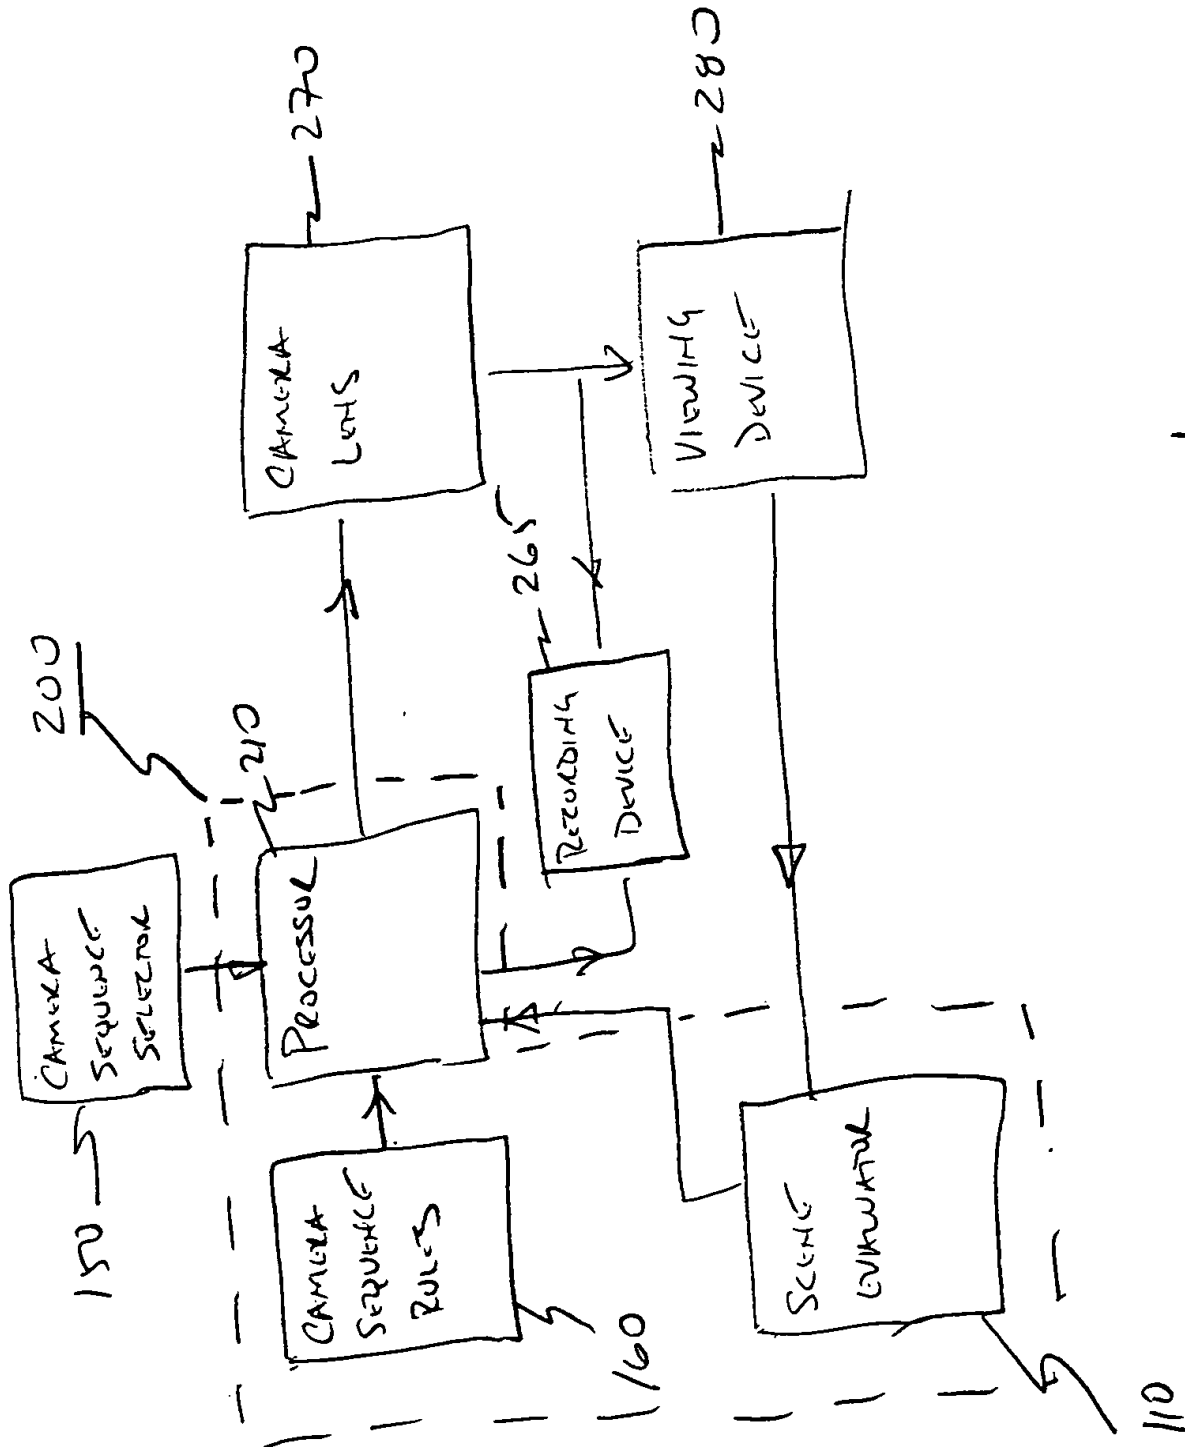 200
150
CAMERA
SEQUENCE
SELECTOR
210
270
CAMERA
SEQUENCE
RULES
PROCESSOR
CAMERA
LENS
160
265
RECORDING
DEVICE
280
SCENE
EVALUATOR
VIEWING
DEVICE
110